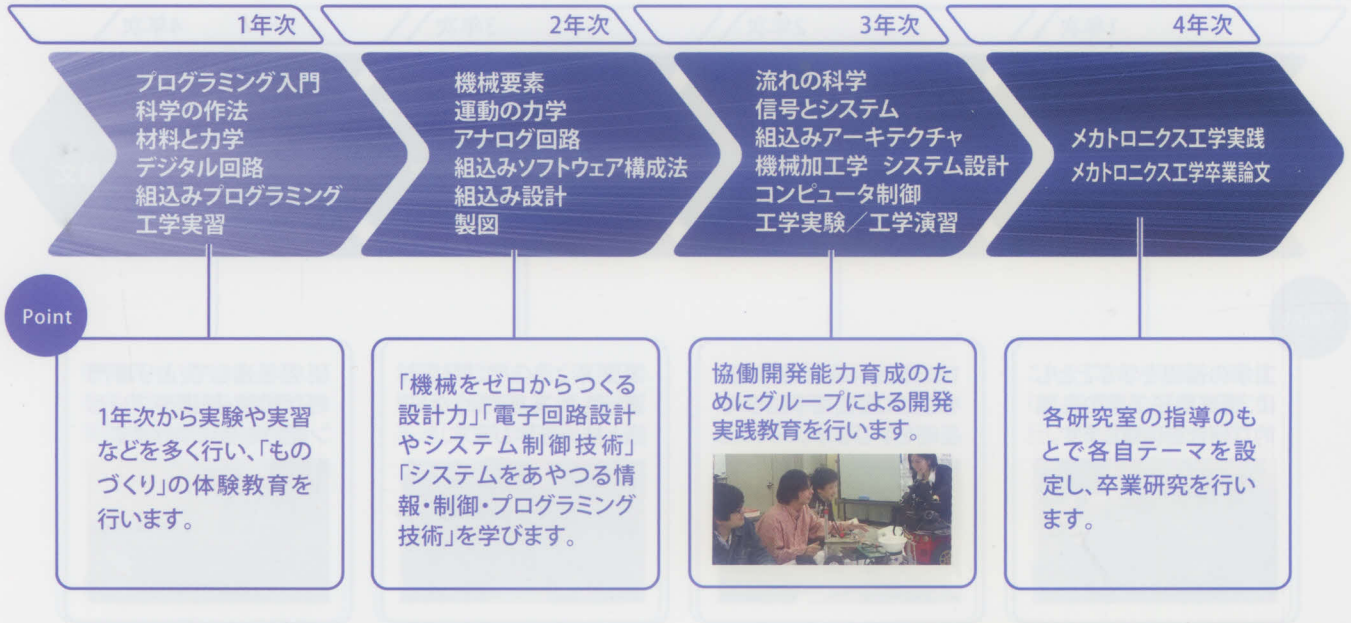 1年次
プログラミング入門
科学の作法
材料と力学
デジタル回路
組込みプログラミング
工学実習
2年次
機械要素
運動の力学
アナログ回路
組込みソフトウェア構成法
組込み設計
製図
3年次
流れの科学
信号とシステム
組込みアーキテクチャ
機械加工学 システム設計
コンピュータ制御
工学実験／工学演習
4年次
メカトロニクス工学実践
メカトロニクス工学卒業論文
Point
1年次から実験や実習
などを多く行い、「もの
づくり」の体験教育を
行います。
「機械をゼロからつくる
設計力」「電子回路設計
やシステム制御技術」
「システムをあやつる情
報・制御・プログラミング
技術」を学びます。
協働開発能力育成のた
めにグループによる開発
実践教育を行います。
各研究室の指導のも
とで各自テーマを設
定し、卒業研究を行い
ます。